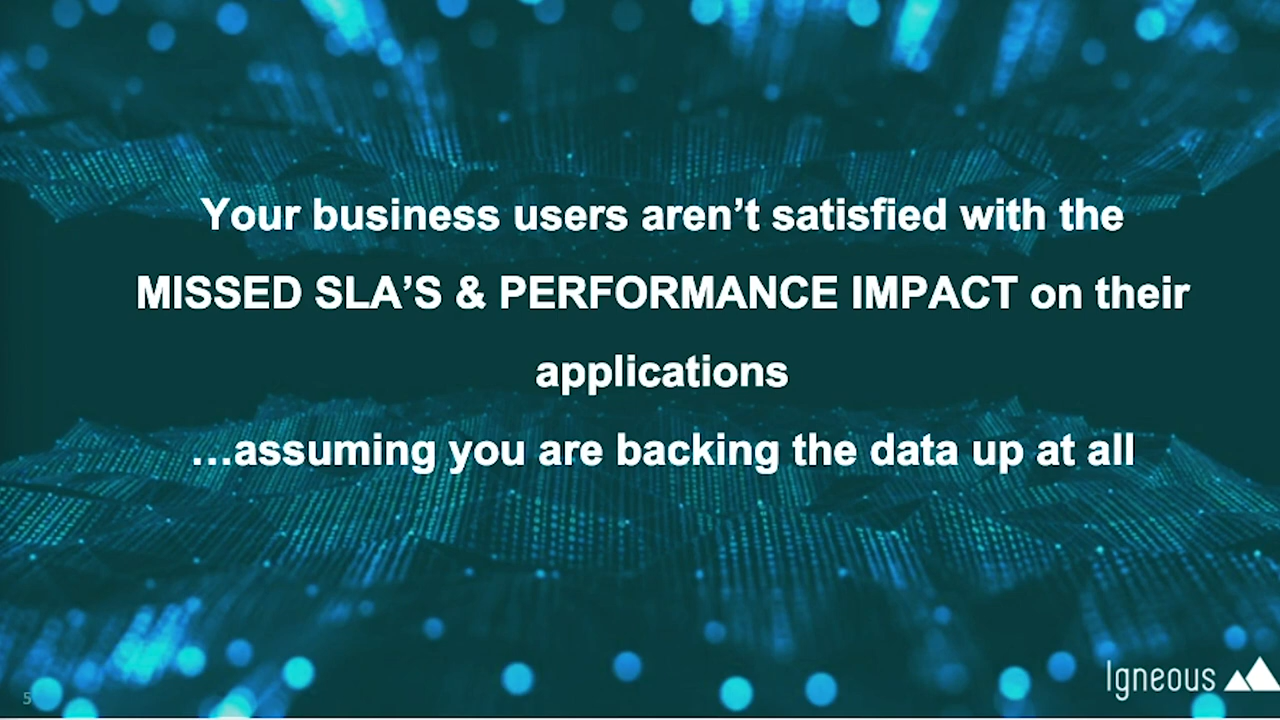 Your business users aren’t satisfied with the
MISSED SLA’S & PERFORMANCE IMPACT on their
applications
…assuming you are backing the data up at all
5
Igneous